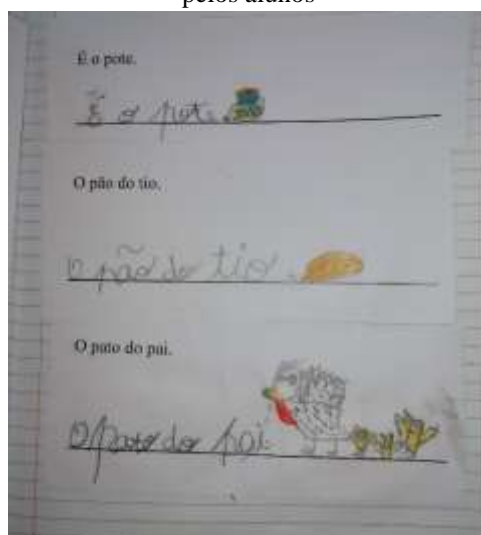 pelos alunos
É o pote.
É o pote.
O pão do tio.
O pão do tio.
O pato do pai.
O pato do pai.